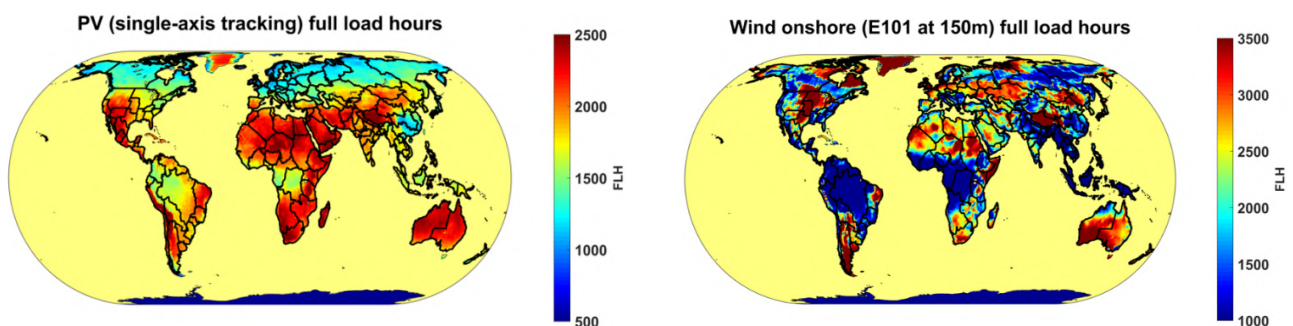 PV (single-axis tracking) full load hours
2500
2000
1500
1000
500
FLH
Wind onshore (E101 at 150m) full load hours
3500
3000
2500
2000
1500
1000
FLH